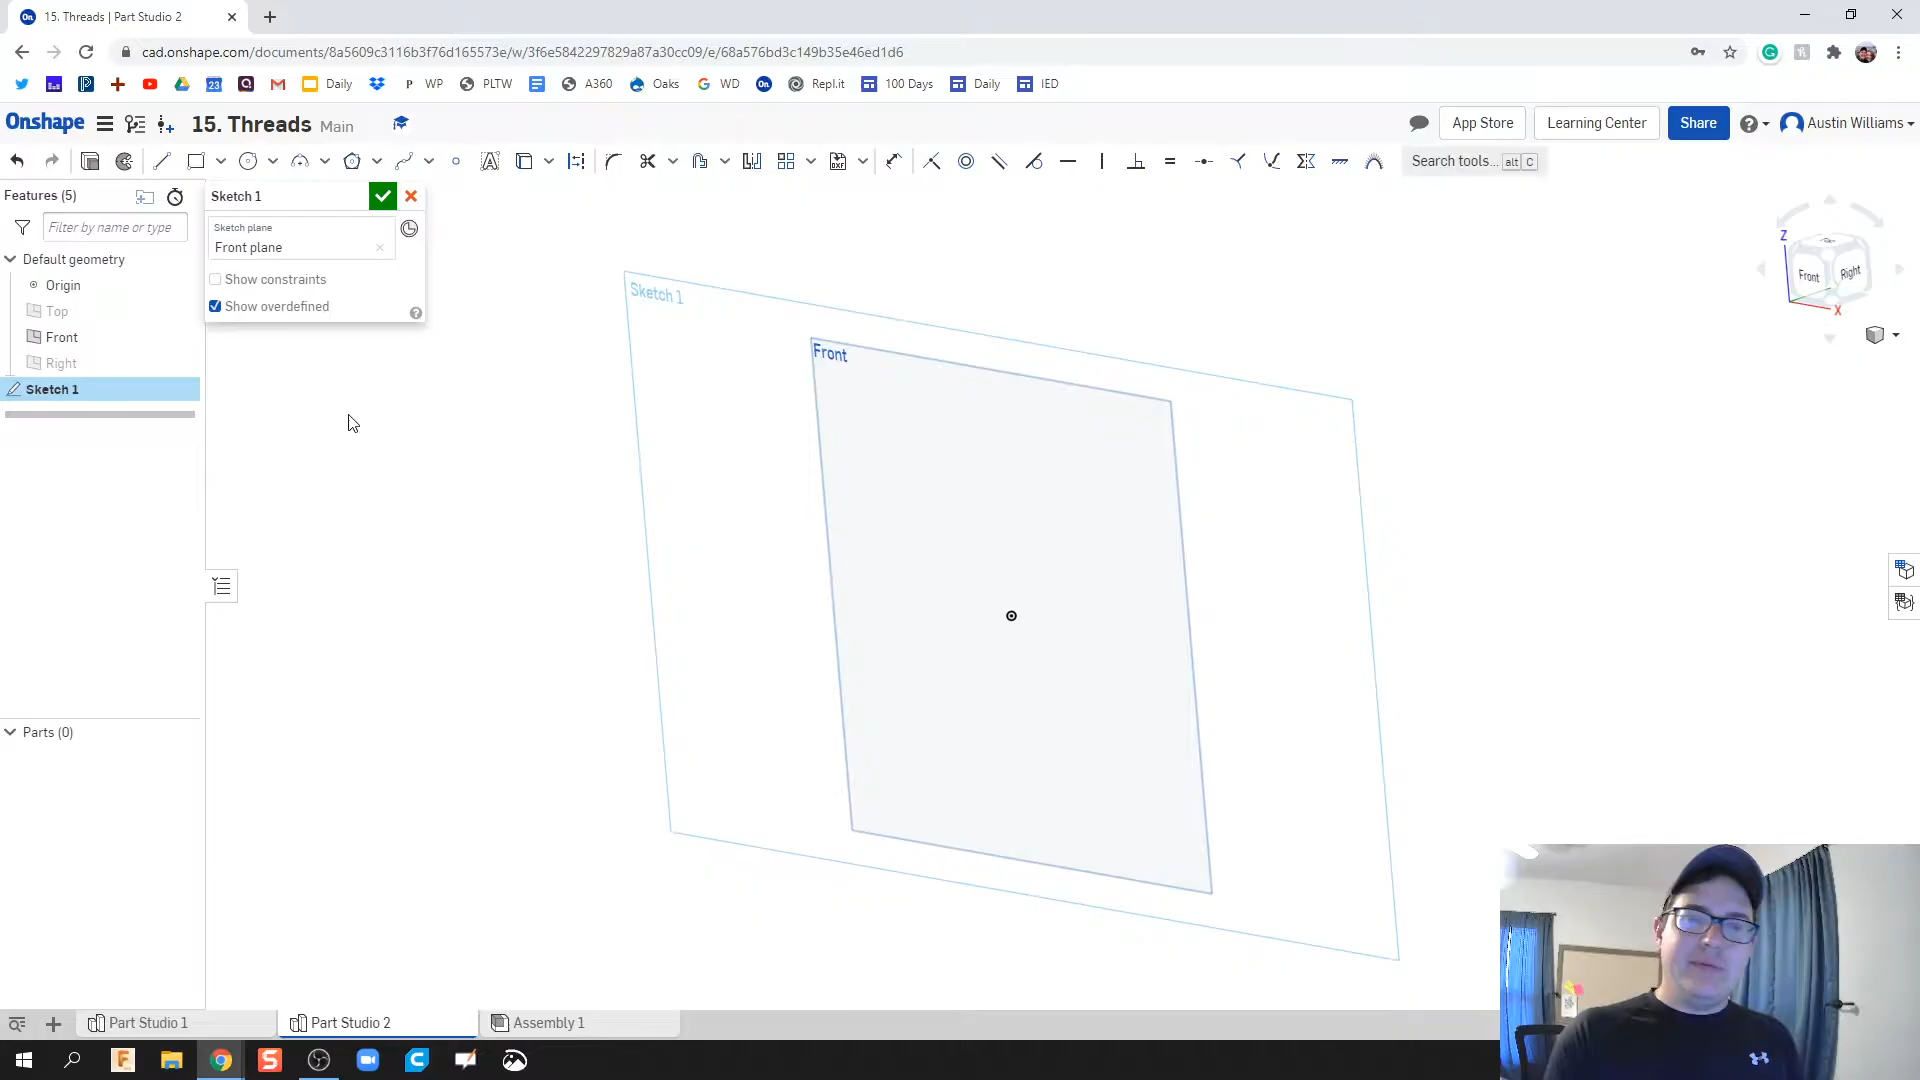 15. Threads | Part Studio 2
cad.onshape.com/documents/8a5609c3116b3f76d165573e/w/3f6e5842297829a87a30cc09/e/68a576bd3c149b35e46ed1d6
23 Daily P WP PLTW A360 Oaks G WD On Repl.it 100 Days Daily IED
Onshape 15. Threads Main App Store Learning Center Share Austin Williams
Search tools... alt C
Features (5)
Filter by name or type
Default geometry
Origin
Top
Front
Right
Sketch 1
Sketch 1
Sketch plane
Front plane
Show constraints
Show overdefined
Sketch 1
Front
Z
Front Right
X
Parts (0)
Part Studio 1 Part Studio 2 Assembly 1